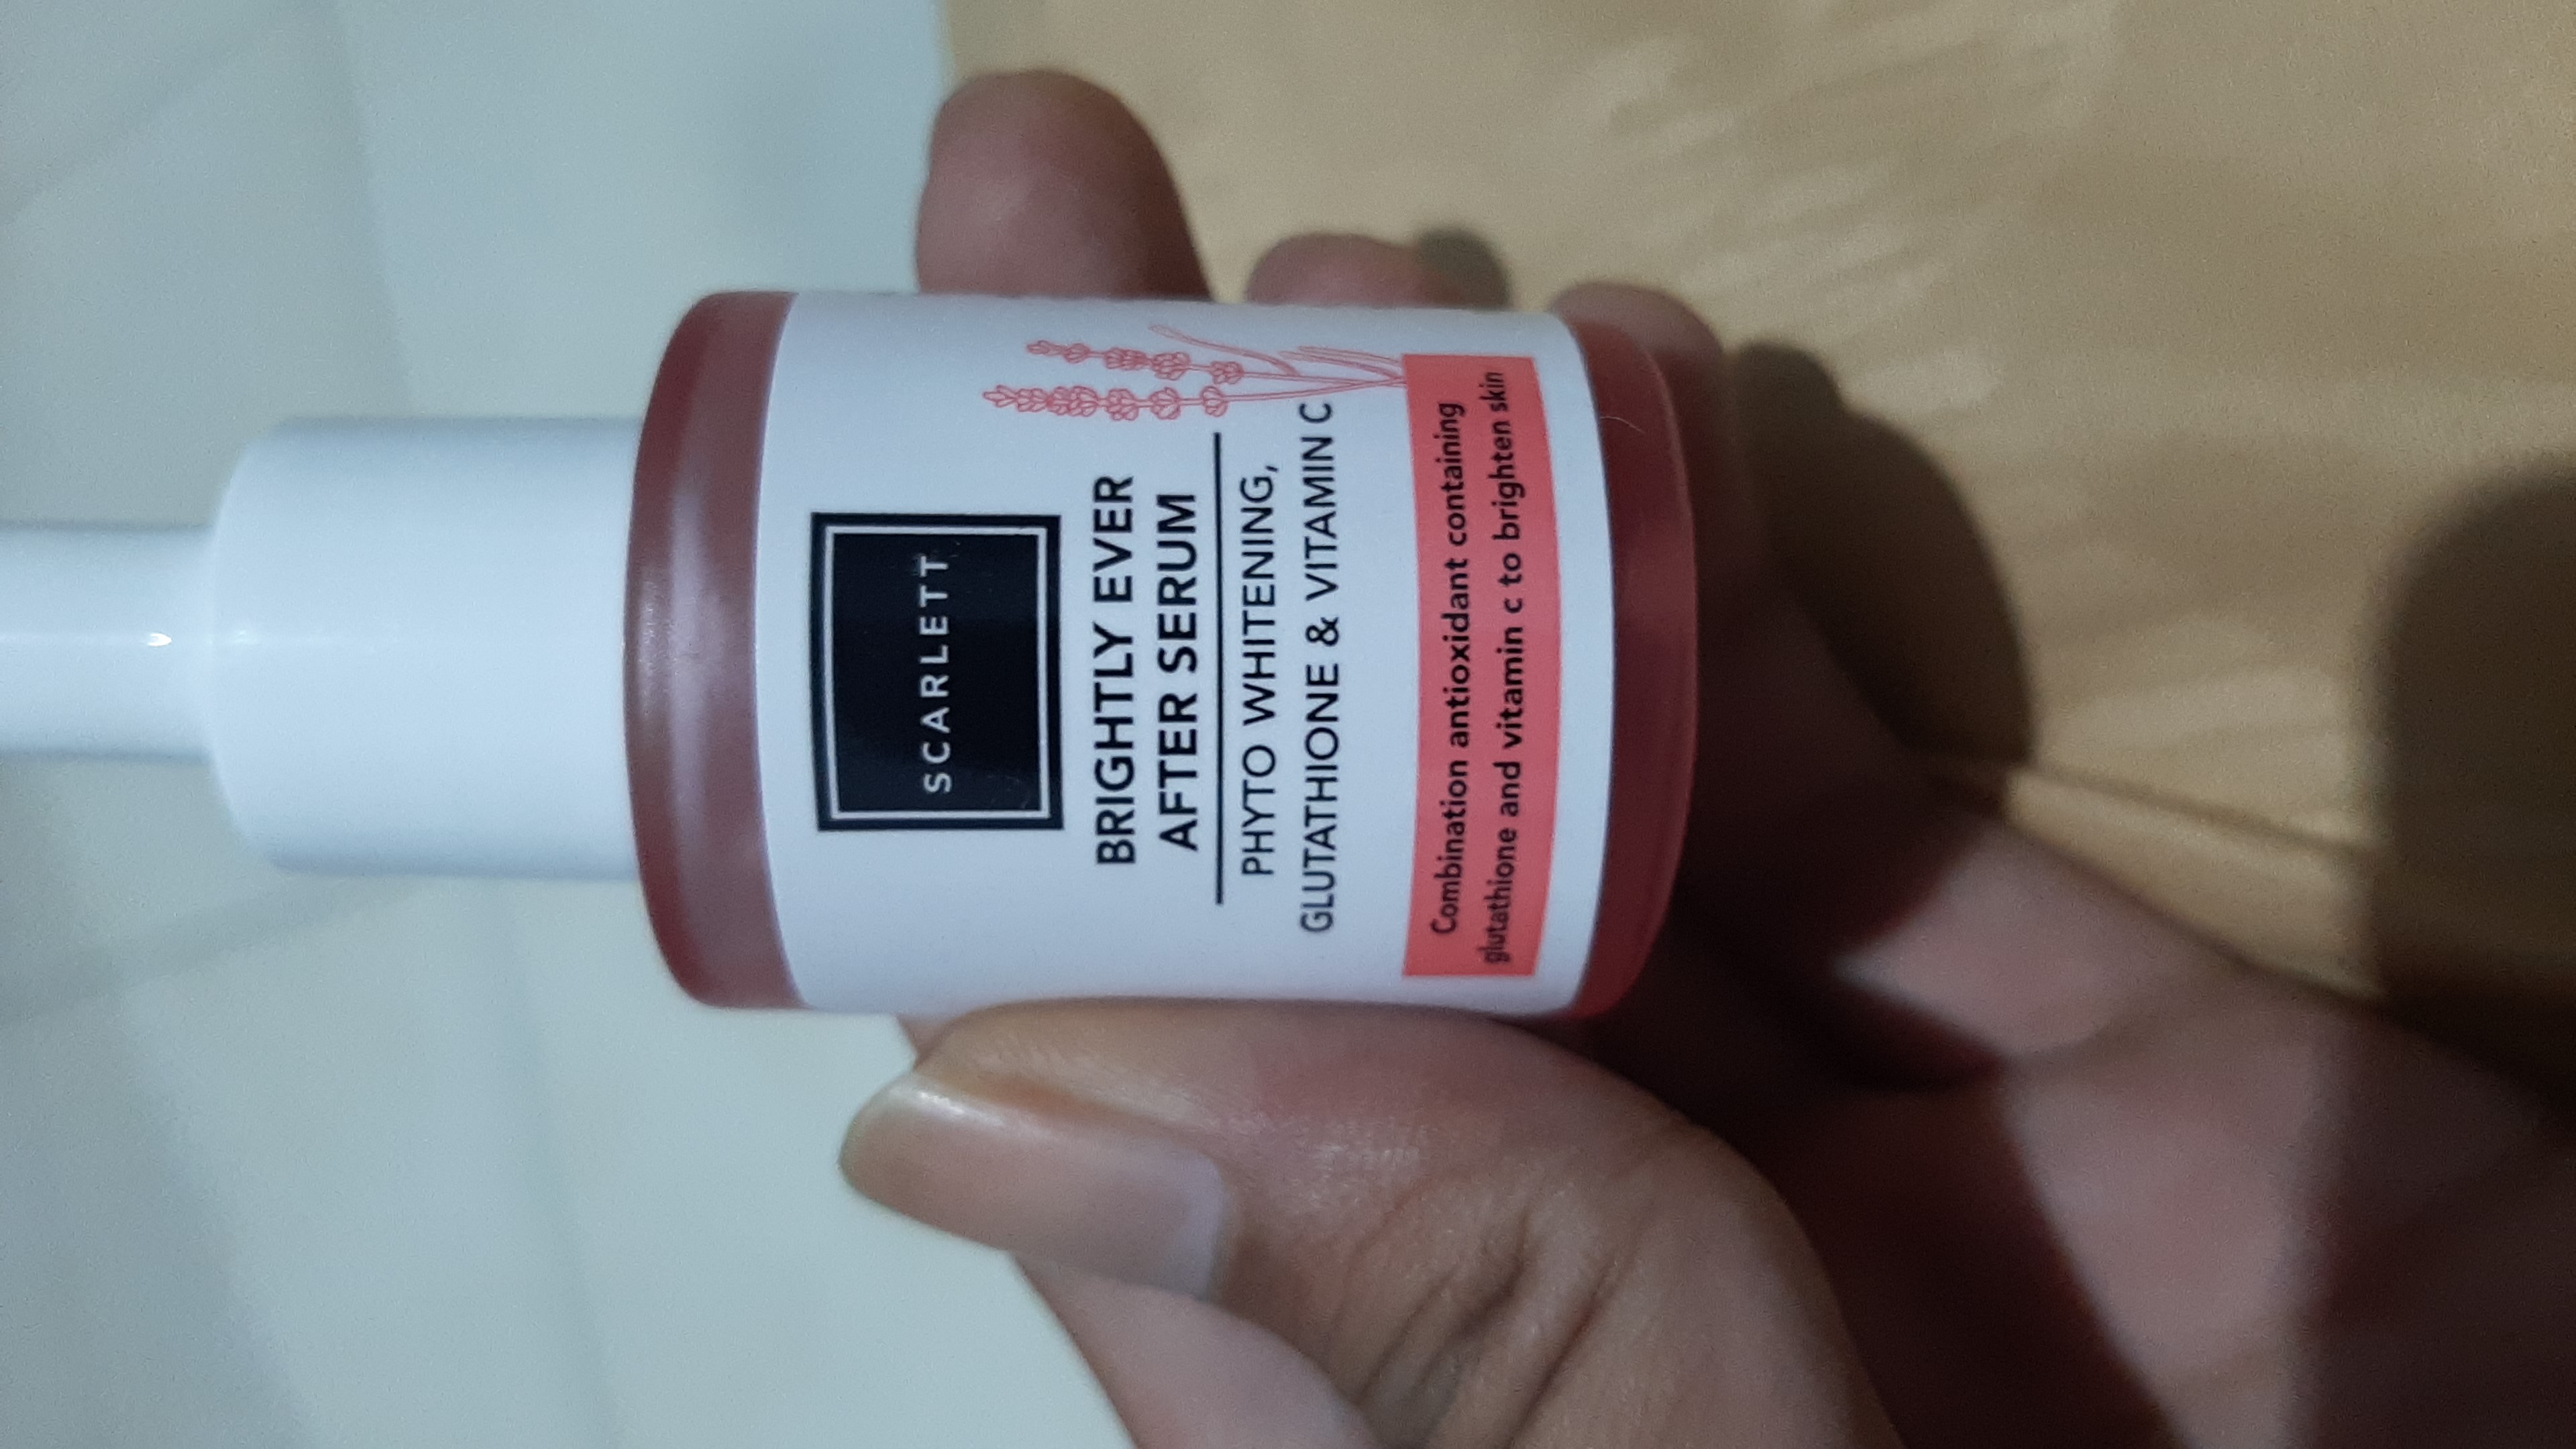 SCARLETT
BRIGHTLY EVER
AFTER SERUM
PHYTO WHITENING,
GLUTATHIONE & VITAMIN C
Combination antioxidant containing
glutathione and vitamin c to brighten skin